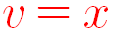 v = x